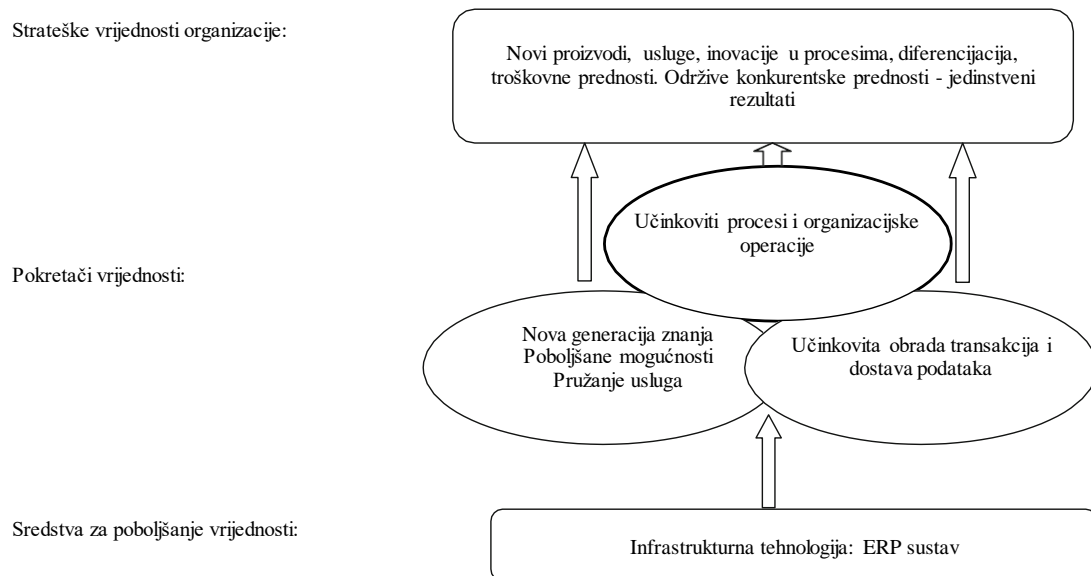 Strateške vrijednosti organizacije:
Novi proizvodi, usluge, inovacije u procesima, diferencijacija,
troškovne prednosti. Održive konkurentske prednosti - jedinstveni
rezultati
Učinkoviti procesi i organizacijske
operacije
Pokretači vrijednosti:
Nova generacija znanja
Poboljšane mogućnosti
Pružanje usluga
Učinkovita obrada transakcija i
dostava podataka
Sredstva za poboljšanje vrijednosti:
Infrastrukturna tehnologija: ERP sustav